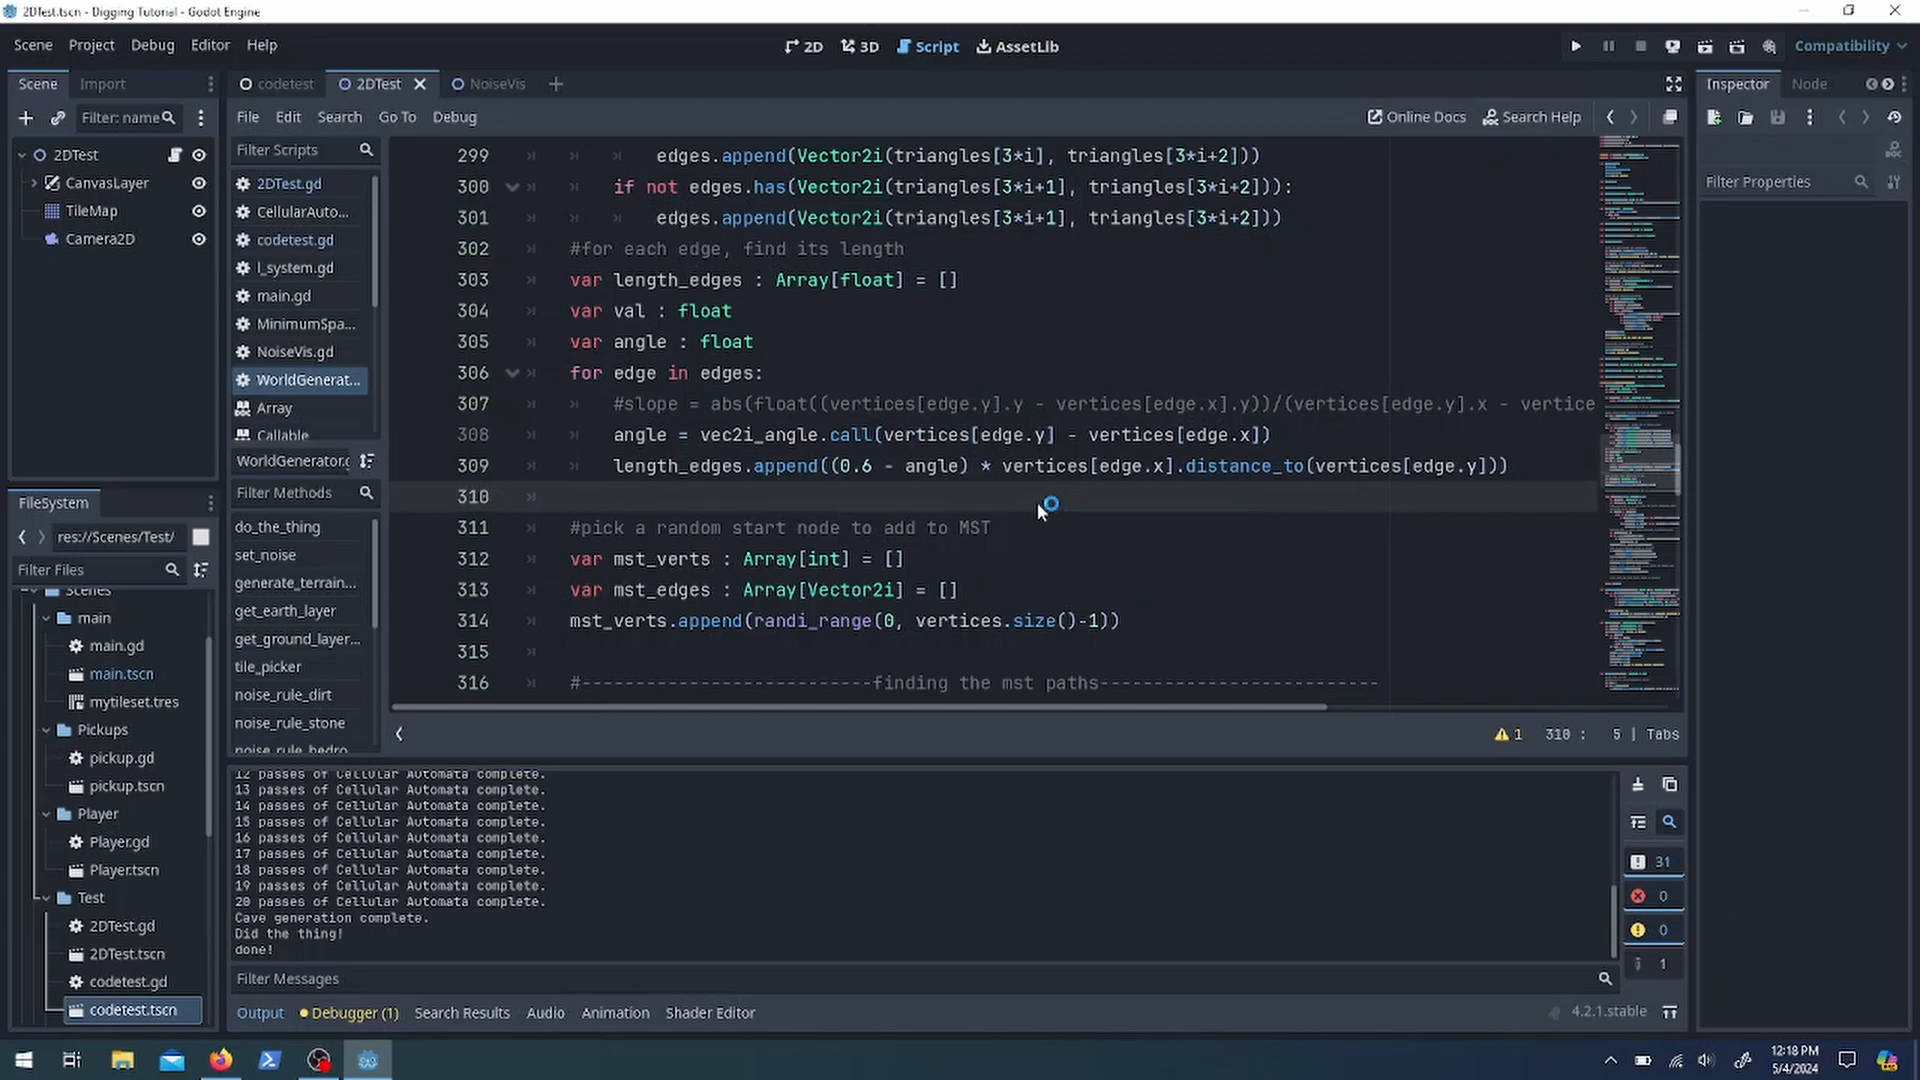 2DTest.tscn - Digging Tutorial - Godot Engine
Scene Project Debug Editor Help
2D 3D Script AssetLib
Compatibility
Scene Import
codetest 2DTest NoiseVis
Inspector Node
Filter: name
File Edit Search Go To Debug
Online Docs Search Help
Filter Properties
2DTest
CanvasLayer
TileMap
Camera2D
Filter Scripts
2DTest.gd
CellularAuto...
codetest.gd
l_system.gd
main.gd
MinimumSpa...
NoiseVis.gd
WorldGenerat...
Array
Callable
WorldGenerator.g
Filter Methods
do_the_thing
set_noise
generate_terrain...
get_earth_layer
get_ground_layer...
tile_picker
noise_rule_dirt
noise_rule_stone
noise_rule_bedro
299 edges.append(Vector2i(triangles[3*i], triangles[3*i+2]))
300 if not edges.has(Vector2i(triangles[3*i+1], triangles[3*i+2])):
301 edges.append(Vector2i(triangles[3*i+1], triangles[3*i+2]))
302 #for each edge, find its length
303 var length_edges : Array[float] = []
304 var val : float
305 var angle : float
306 for edge in edges:
307 #slope = abs(float((vertices[edge.y].y - vertices[edge.x].y))/(vertices[edge.y].x - vertice
308 angle = vec2i_angle.call(vertices[edge.y] - vertices[edge.x])
309 length_edges.append((0.6 - angle) * vertices[edge.x].distance_to(vertices[edge.y]))
310
311 #pick a random start node to add to MST
312 var mst_verts : Array[int] = []
313 var mst_edges : Array[Vector2i] = []
314 mst_verts.append(randi_range(0, vertices.size()-1))
315
316 #---------------------------finding the mst paths--------------------------
1 310 : 5 | Tabs
FileSystem
res://Scenes/Test/
Filter Files
Scenes
main
main.gd
main.tscn
mytileset.tres
Pickups
pickup.gd
pickup.tscn
Player
Player.gd
Player.tscn
Test
2DTest.gd
2DTest.tscn
codetest.gd
codetest.tscn
12 passes of Cellular Automata complete.
13 passes of Cellular Automata complete.
14 passes of Cellular Automata complete.
15 passes of Cellular Automata complete.
16 passes of Cellular Automata complete.
17 passes of Cellular Automata complete.
18 passes of Cellular Automata complete.
19 passes of Cellular Automata complete.
20 passes of Cellular Automata complete.
Cave generation complete.
Did the thing!
done!
31
0
0
1
Filter Messages
Output Debugger (1) Search Results Audio Animation Shader Editor
4.2.1.stable
12:18 PM
5/4/2024